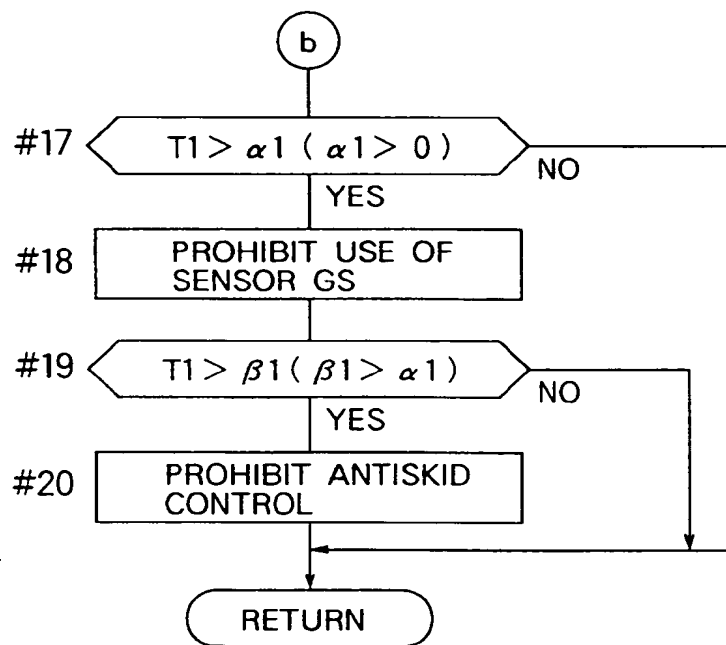 b
#17
T1 > α1 ( α1 > 0 )
NO
YES
#18
PROHIBIT USE OF
SENSOR GS
#19
T1 > β1 ( β1 > α1 )
NO
YES
#20
PROHIBIT ANTISKID
CONTROL
RETURN